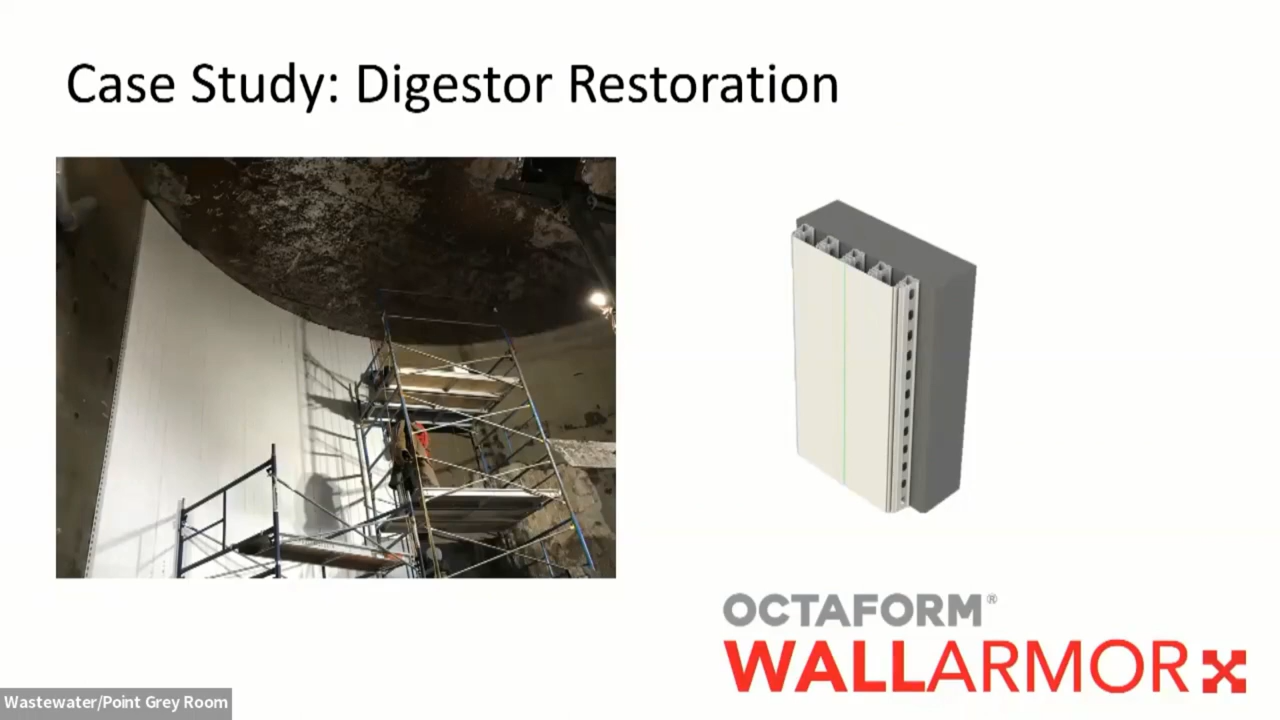 Case Study: Digestor Restoration
OCTAFORM®
WALLARMOR
Wastewater/Point Grey Room